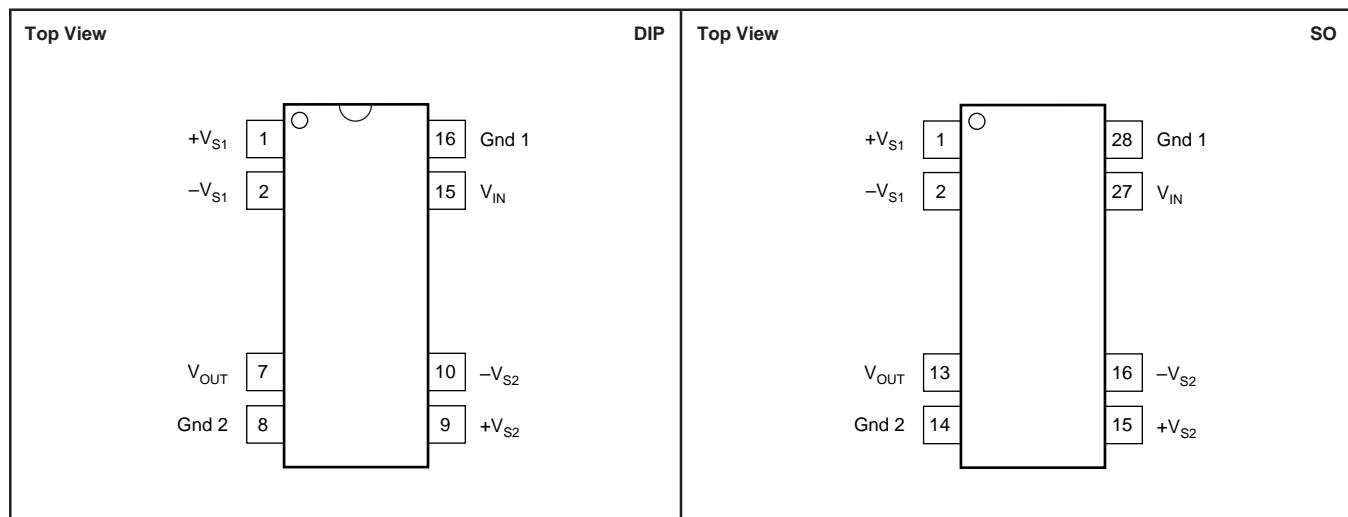 Top View DIP
+VS1 1 16 Gnd 1
–VS1 2 15 VIN
VOUT 7 10 –VS2
Gnd 2 8 9 +VS2
Top View SO
+VS1 1 28 Gnd 1
–VS1 2 27 VIN
VOUT 13 16 –VS2
Gnd 2 14 15 +VS2